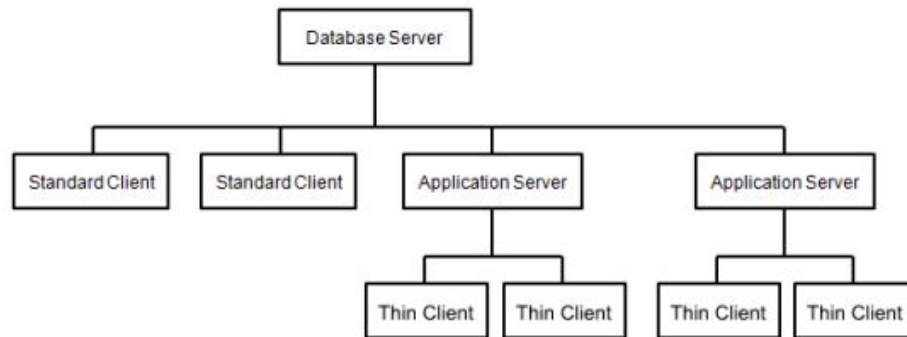 Database Server
Standard Client
Standard Client
Application Server
Application Server
Thin Client
Thin Client
Thin Client
Thin Client